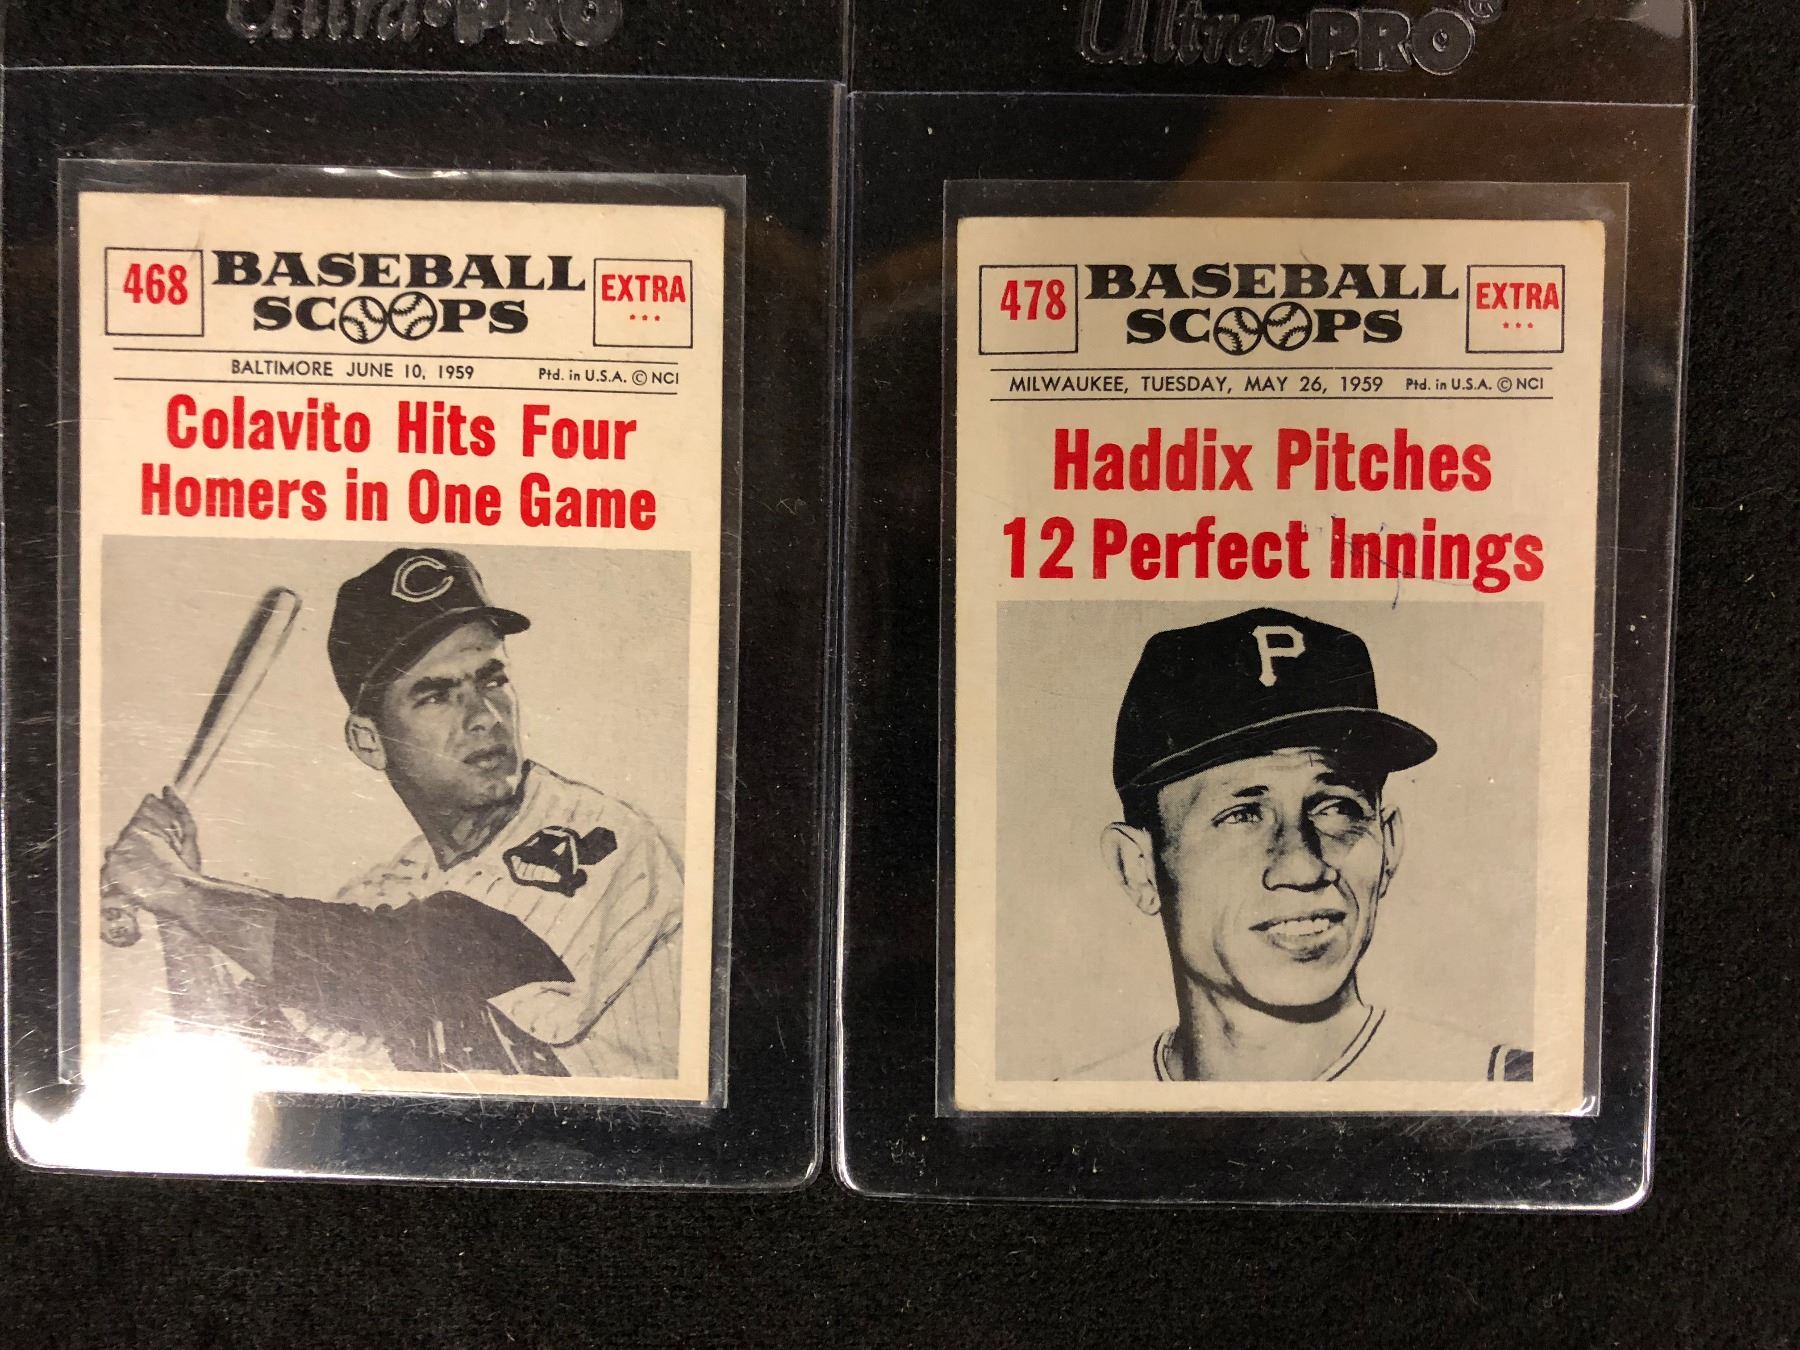 Ultra•PRO
468
BASEBALL
SCOOPS
EXTRA
...
BALTIMORE JUNE 10, 1959 Ptd. in U.S.A. © NCI
Colavito Hits Four
Homers in One Game
C
Ultra•PRO®
478
BASEBALL
SCOOPS
EXTRA
...
MILWAUKEE, TUESDAY, MAY 26, 1959 Ptd. in U.S.A. © NCI
Haddix Pitches
12 Perfect Innings
P